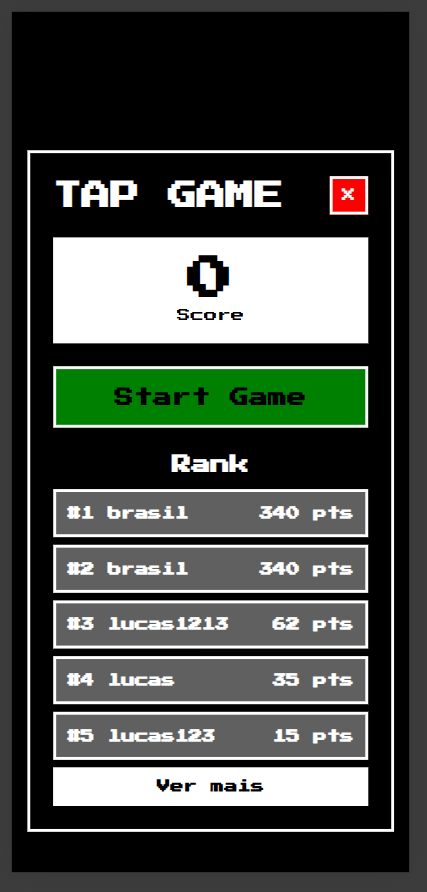 TAP GAME x
0
Score
Start Game
Rank
#1 brasil 340 pts
#2 brasil 340 pts
#3 lucas1213 62 pts
#4 lucas 35 pts
#5 lucas123 15 pts
Ver mais